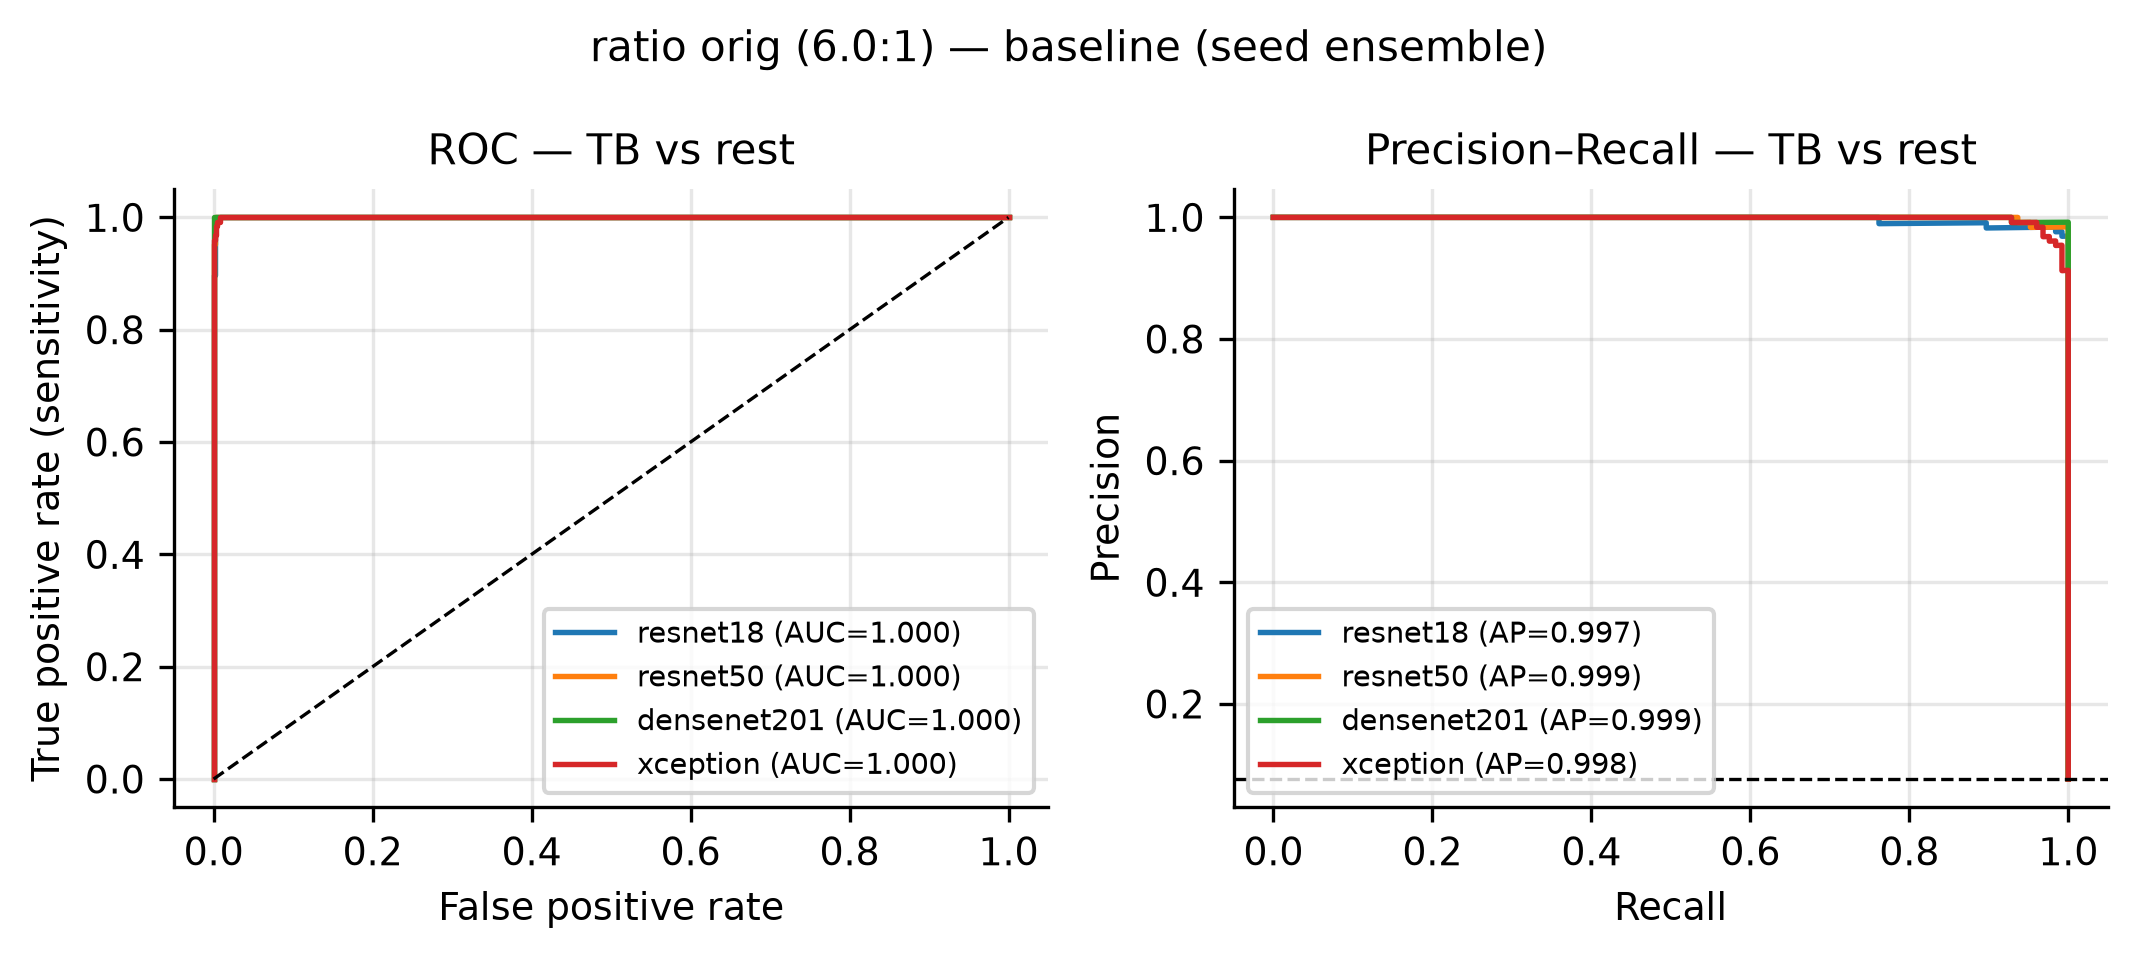 ratio orig (6.0:1) — baseline (seed ensemble)
ROC — TB vs rest
True positive rate (sensitivity)
1.0
0.8
0.6
0.4
0.2
0.0
resnet18 (AUC=1.000)
resnet50 (AUC=1.000)
densenet201 (AUC=1.000)
xception (AUC=1.000)
0.0 0.2 0.4 0.6 0.8 1.0
False positive rate
Precision–Recall — TB vs rest
Precision
1.0
0.8
0.6
0.4
0.2
resnet18 (AP=0.997)
resnet50 (AP=0.999)
densenet201 (AP=0.999)
xception (AP=0.998)
0.0 0.2 0.4 0.6 0.8 1.0
Recall